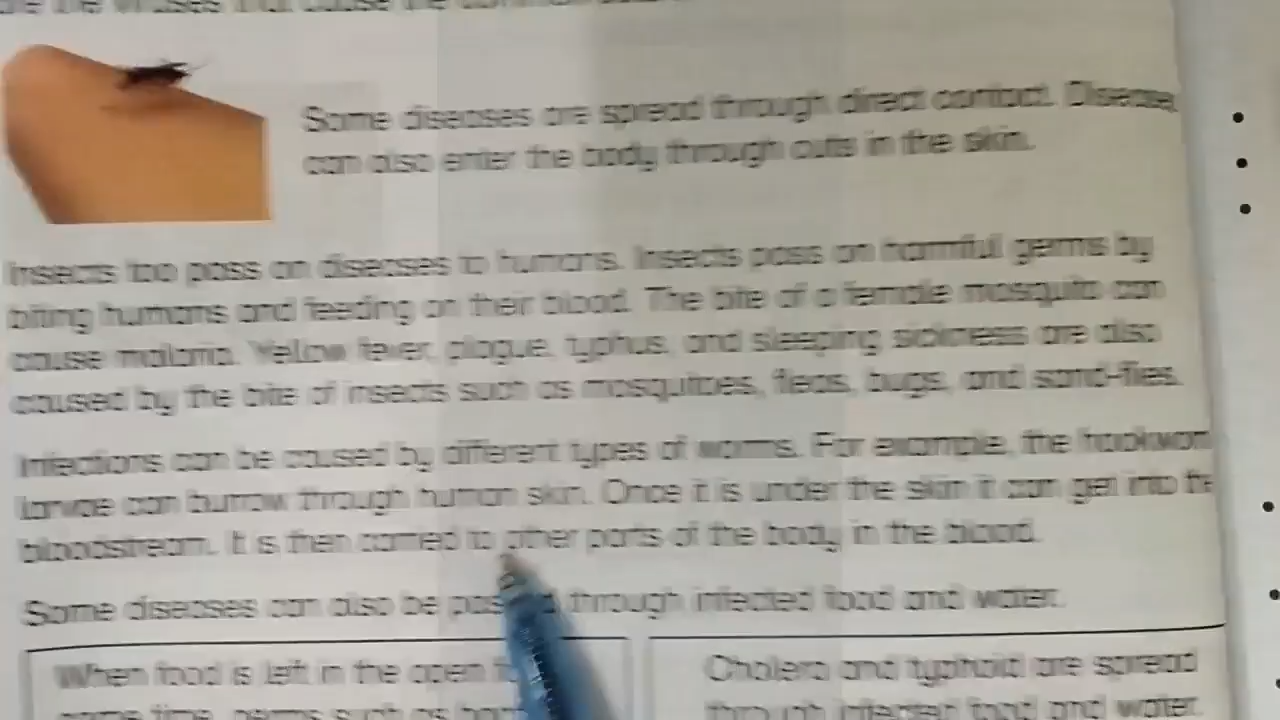 are the viruses that cause the common
Some diseases are spread through direct contact. Disease
can also enter the body through cuts in the skin.
Insects too pass on diseases to humans. Insects pass on harmful germs by
biting humans and feeding on their blood. The bite of a female mosquito can
cause malaria. Yellow fever, plague, typhus, and sleeping sickness are also
caused by the bite of insects such as mosquitoes, fleas, bugs, and sand-flies.
Infections can be caused by different types of worms. For example, the hookworm
larvae can burrow through human skin. Once it is under the skin it can get into the
bloodstream. It is then carried to other parts of the body in the blood.
Some diseases can also be passed through infected food and water.
When food is left in the open
some time, germs such as
Cholera and typhoid are spread
through infected food and water.